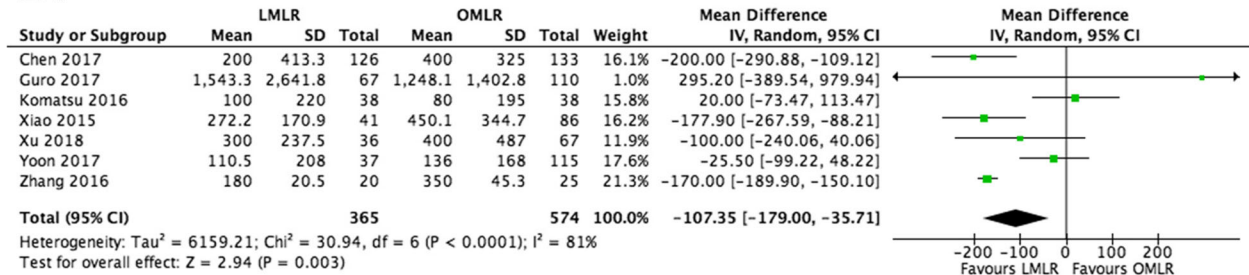 LMLR OMLR Mean Difference Mean Difference
Study or Subgroup Mean SD Total Mean SD Total Weight IV, Random, 95% CI IV, Random, 95% CI
Chen 2017 200 413.3 126 400 325 133 16.1% -200.00 [-290.88, -109.12]
Guro 2017 1,543.3 2,641.8 67 1,248.1 1,402.8 110 1.0% 295.20 [-389.54, 979.94]
Komatsu 2016 100 220 38 80 195 38 15.8% 20.00 [-73.47, 113.47]
Xiao 2015 272.2 170.9 41 450.1 344.7 86 16.2% -177.90 [-267.59, -88.21]
Xu 2018 300 237.5 36 400 487 67 11.9% -100.00 [-240.06, 40.06]
Yoon 2017 110.5 208 37 136 168 115 17.6% -25.50 [-99.22, 48.22]
Zhang 2016 180 20.5 20 350 45.3 25 21.3% -170.00 [-189.90, -150.10]
Total (95% CI) 365 574 100.0% -107.35 [-179.00, -35.71]
Heterogeneity: Tau² = 6159.21; Chi² = 30.94, df = 6 (P < 0.0001); I² = 81%
Test for overall effect: Z = 2.94 (P = 0.003)
-200 -100 0 100 200
Favours LMLR Favours OMLR